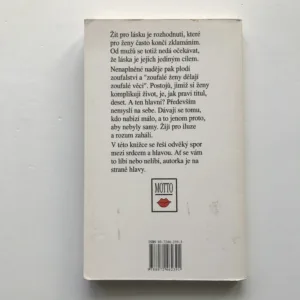 Žít pro lásku je rozhodnutí, které
pro ženy často končí zklamáním.
Od mužů se totiž nedá očekávat,
že láska je jejich jediným cílem.
Nenaplněné naděje pak plodí
zoufalství a "zoufalé ženy dělají
zoufalé věci". Postojů, jimiž si ženy
komplikují život, je, jak praví titul,
deset. A ten hlavní? Především
nemyslí na sebe. Dávají se tomu,
kdo nabízí málo, a to jenom proto,
aby nebyly samy. Žijí pro iluze
a rozum zahálí.
V této knížce se řeší odvěký spor
mezi srdcem a hlavou. Ať se vám
to líbí nebo nelíbí, autorka je na
straně hlavy.
MOTTO
ISBN